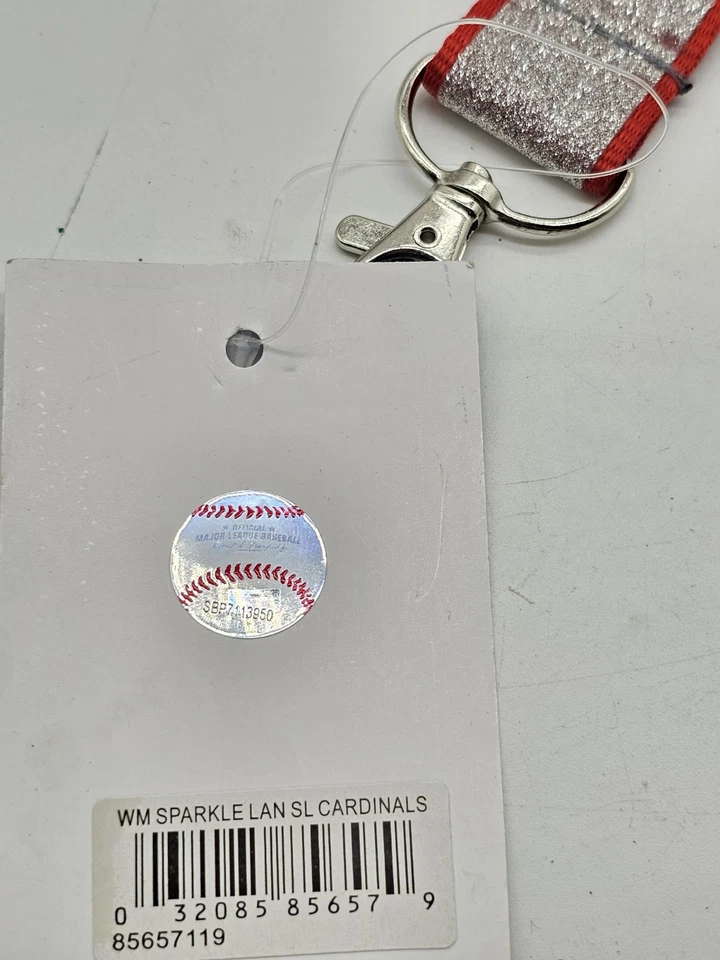 ★ OFFICIAL ★
MAJOR LEAGUE BASEBALL
SBP7113950
WM SPARKLE LAN SL CARDINALS
0 32085 85657 9
85657119